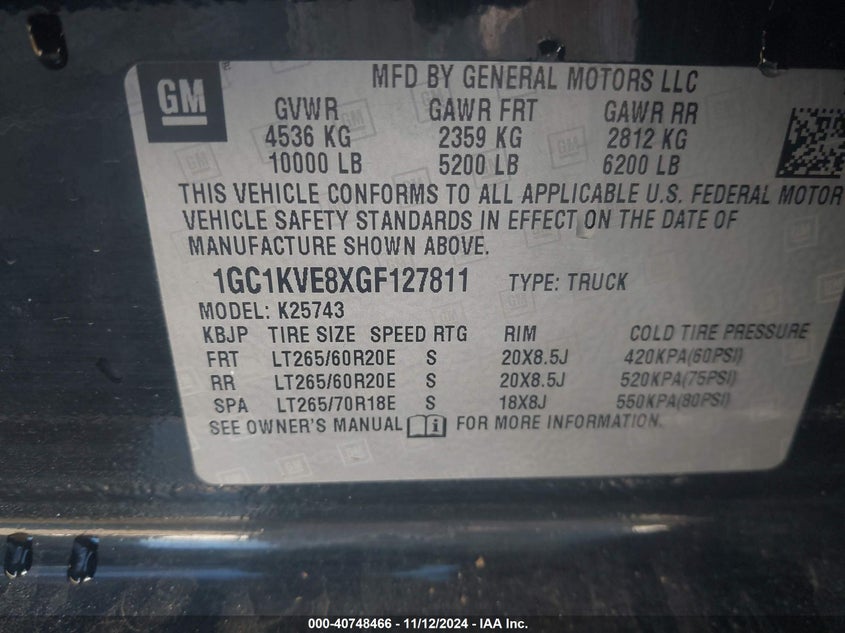 GM
MFD BY GENERAL MOTORS LLC
GVWR GAWR FRT GAWR RR
4536 KG 2359 KG 2812 KG
10000 LB 5200 LB 6200 LB
THIS VEHICLE CONFORMS TO ALL APPLICABLE U.S. FEDERAL MOTOR
VEHICLE SAFETY STANDARDS IN EFFECT ON THE DATE OF
MANUFACTURE SHOWN ABOVE.
1GC1KVE8XGF127811 TYPE: TRUCK
MODEL: K25743
KBJP TIRE SIZE SPEED RTG RIM COLD TIRE PRESSURE
FRT LT265/60R20E S 20X8.5J 420KPA(60PSI)
RR LT265/60R20E S 20X8.5J 520KPA(75PSI)
SPA LT265/70R18E S 18X8J 550KPA(80PSI)
SEE OWNER'S MANUAL i FOR MORE INFORMATION.
000-40748466 - 11/12/2024 - IAA Inc.